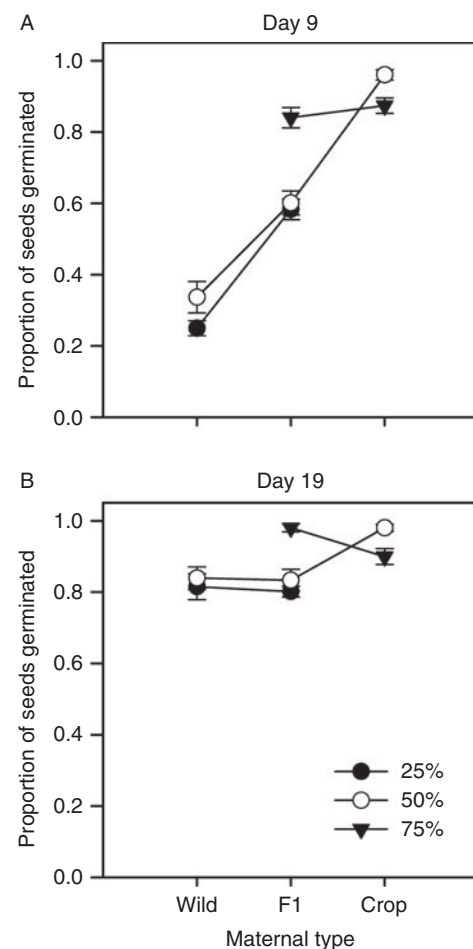 A
Day 9
1.0
0.8
0.6
0.4
0.2
0.0
Proportion of seeds germinated
B
Day 19
1.0
0.8
0.6
0.4
0.2
0.0
Proportion of seeds germinated
25%
50%
75%
Wild F1 Crop
Maternal type